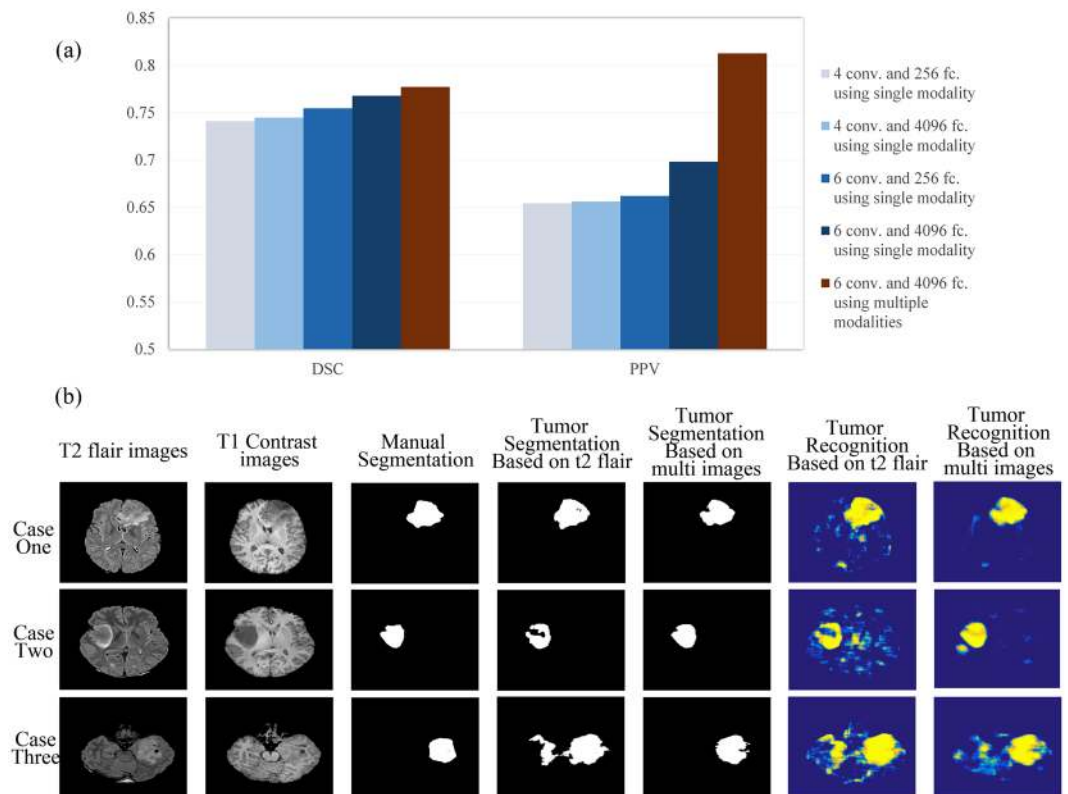 (a)
0.85
0.8
0.75
0.7
0.65
0.6
0.55
0.5
DSC
PPV
4 conv. and 256 fc.
using single modality
4 conv. and 4096 fc.
using single modality
6 conv. and 256 fc.
using single modality
6 conv. and 4096 fc.
using single modality
6 conv. and 4096 fc.
using multiple
modalities
(b)
T2 flair images
T1 Contrast
images
Manual
Segmentation
Tumor
Segmentation
Based on t2 flair
Tumor
Segmentation
Based on
multi images
Tumor
Recognition
Based on t2 flair
Tumor
Recognition
Based on
multi images
Case
One
Case
Two
Case
Three